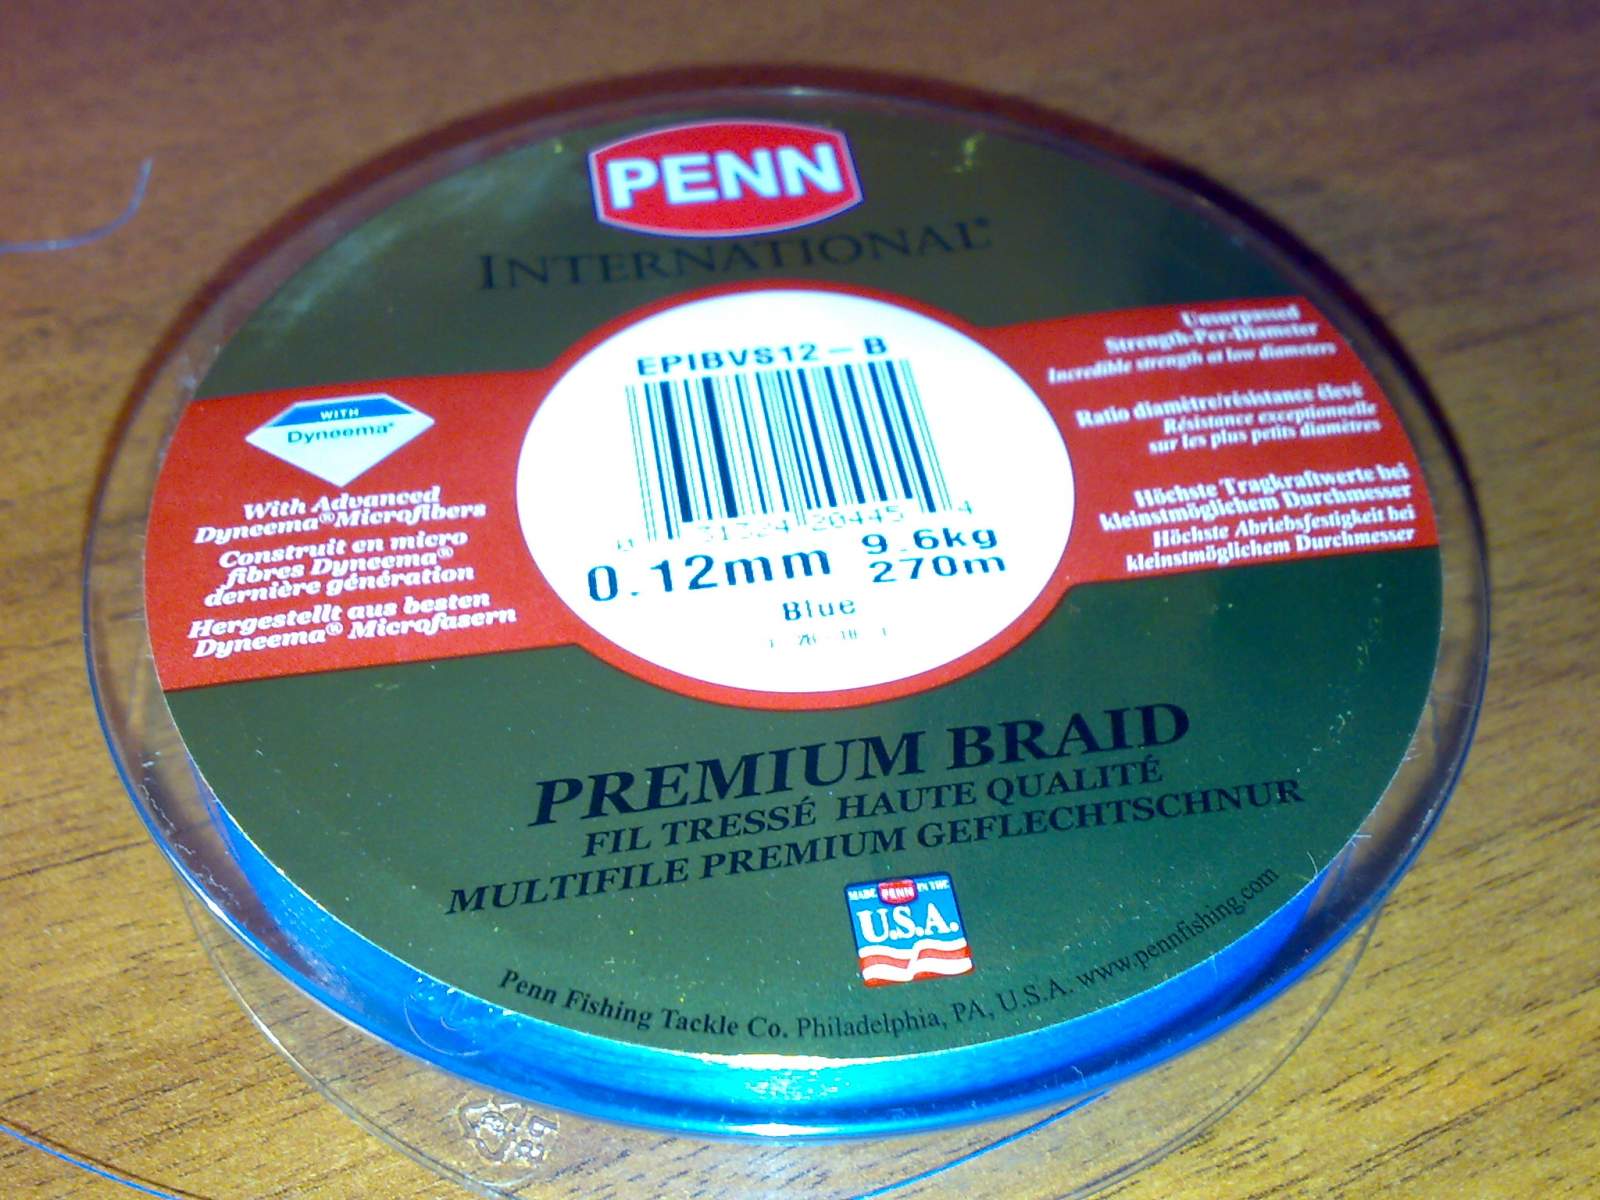 PENN
INTERNATIONAL®
EPIBVS12-B
0 31324 20445 4
0.12mm
9.6kg
270m
Blue
WITH
Dyneema®
With Advanced
Dyneema® Microfibers
Construit en micro
fibres Dyneema®
dernière génération
Hergestellt aus besten
Dyneema® Microfasern
Unsurpassed
Strength-Per-Diameter
Incredible strength at low diameters
Ratio diamètre/résistance élevé
Résistance exceptionnelle
sur les plus petits diamètres
Höchste Tragkraftwerte bei
kleinstmöglichem Durchmesser
Höchste Abriebsfestigkeit bei
kleinstmöglichem Durchmesser
PREMIUM BRAID
FIL TRESSÉ HAUTE QUALITÉ
MULTIFILE PREMIUM GEFLECHTSCHNUR
MADE PENN IN THE
U.S.A.
Penn Fishing Tackle Co. Philadelphia, PA, U.S.A. www.pennfishing.com